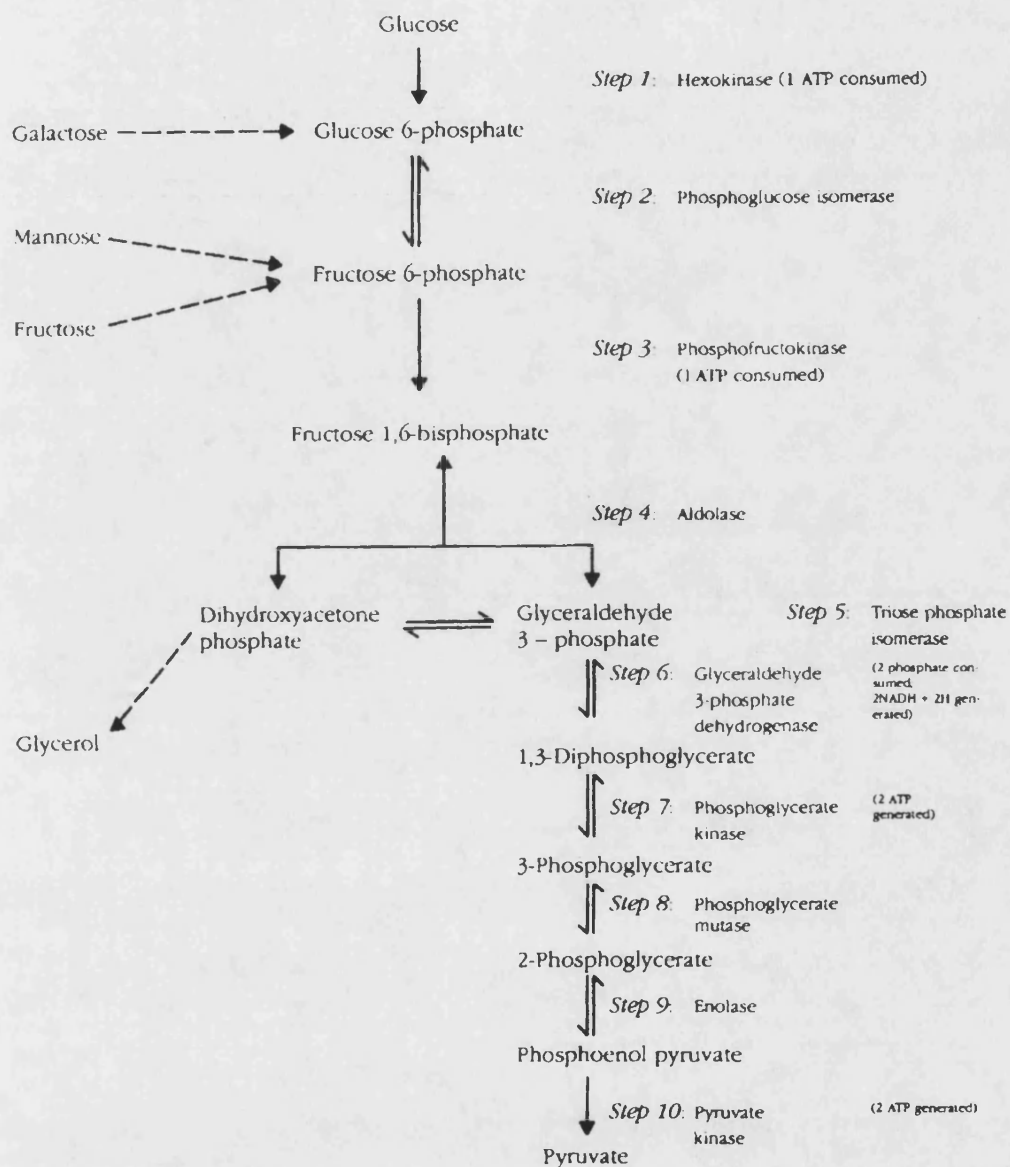 Glucose
Step 1: Hexokinase (1 ATP consumed)
Galactose
Glucose 6-phosphate
Step 2: Phosphoglucose isomerase
Mannose
Fructose 6-phosphate
Fructose
Step 3: Phosphofructokinase
(1 ATP consumed)
Fructose 1,6-bisphosphate
Step 4: Aldolase
Dihydroxyacetone
phosphate
Glyceraldehyde
3 – phosphate
Step 5: Triose phosphate
isomerase
Step 6: Glyceraldehyde
3-phosphate
dehydrogenase
(2 phosphate con-
sumed,
2NADH + 2H gen-
erated)
Glycerol
1,3-Diphosphoglycerate
Step 7: Phosphoglycerate
kinase
(2 ATP
generated)
3-Phosphoglycerate
Step 8: Phosphoglycerate
mutase
2-Phosphoglycerate
Step 9: Enolase
Phosphoenol pyruvate
Step 10: Pyruvate
kinase
(2 ATP generated)
Pyruvate